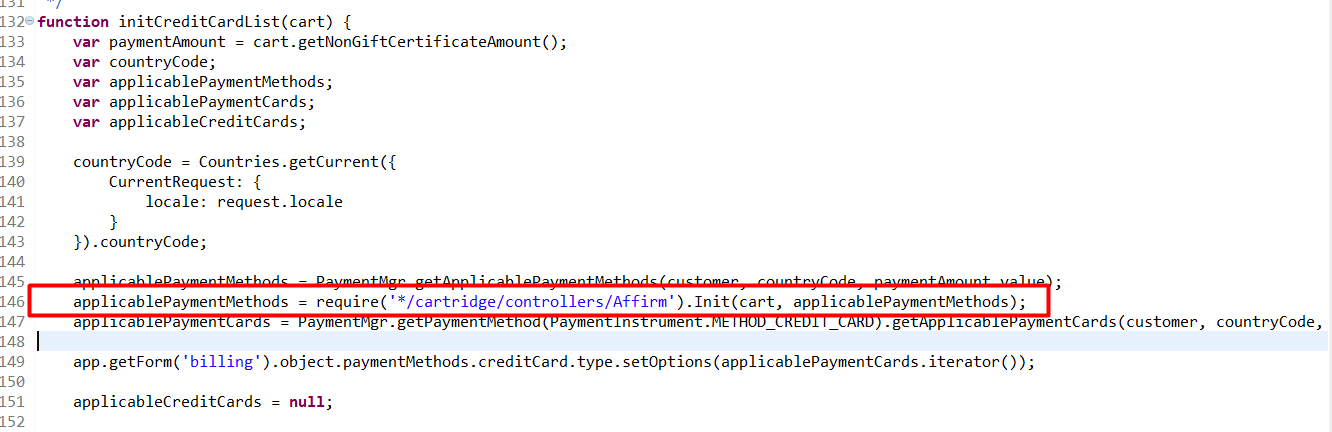 131  */
132 function initCreditCardList(cart) {
133     var paymentAmount = cart.getNonGiftCertificateAmount();
134     var countryCode;
135     var applicablePaymentMethods;
136     var applicablePaymentCards;
137     var applicableCreditCards;
138
139     countryCode = Countries.getCurrent({
140         CurrentRequest: {
141             locale: request.locale
142         }
143     }).countryCode;
144
145     applicablePaymentMethods = PaymentMgr.getApplicablePaymentMethods(customer, countryCode, paymentAmount.value);
146     applicablePaymentMethods = require('*/cartridge/controllers/Affirm').Init(cart, applicablePaymentMethods);
147     applicablePaymentCards = PaymentMgr.getPaymentMethod(PaymentInstrument.METHOD_CREDIT_CARD).getApplicablePaymentCards(customer, countryCode,
148
149     app.getForm('billing').object.paymentMethods.creditCard.type.setOptions(applicablePaymentCards.iterator());
150
151     applicableCreditCards = null;
152